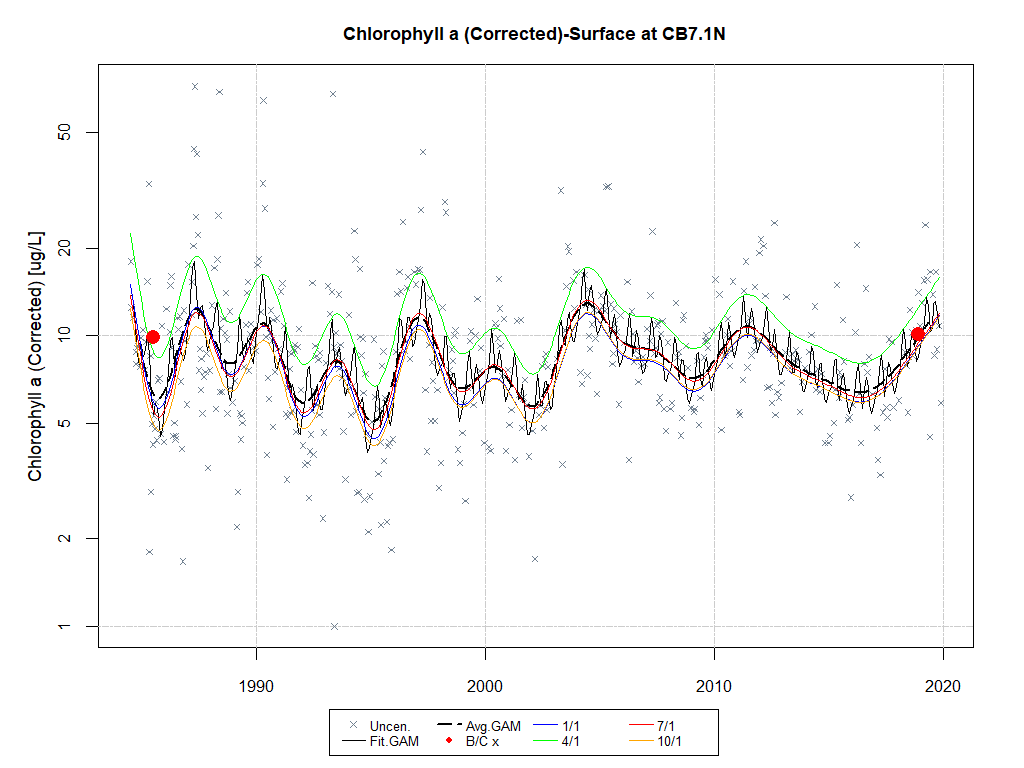 Chlorophyll a (Corrected)-Surface at CB7.1N
Chlorophyll a (Corrected) [ug/L]
50
20
10
5
2
1
1990 2000 2010 2020
Uncen. Avg.GAM 1/1 7/1
Fit.GAM B/C x 4/1 10/1